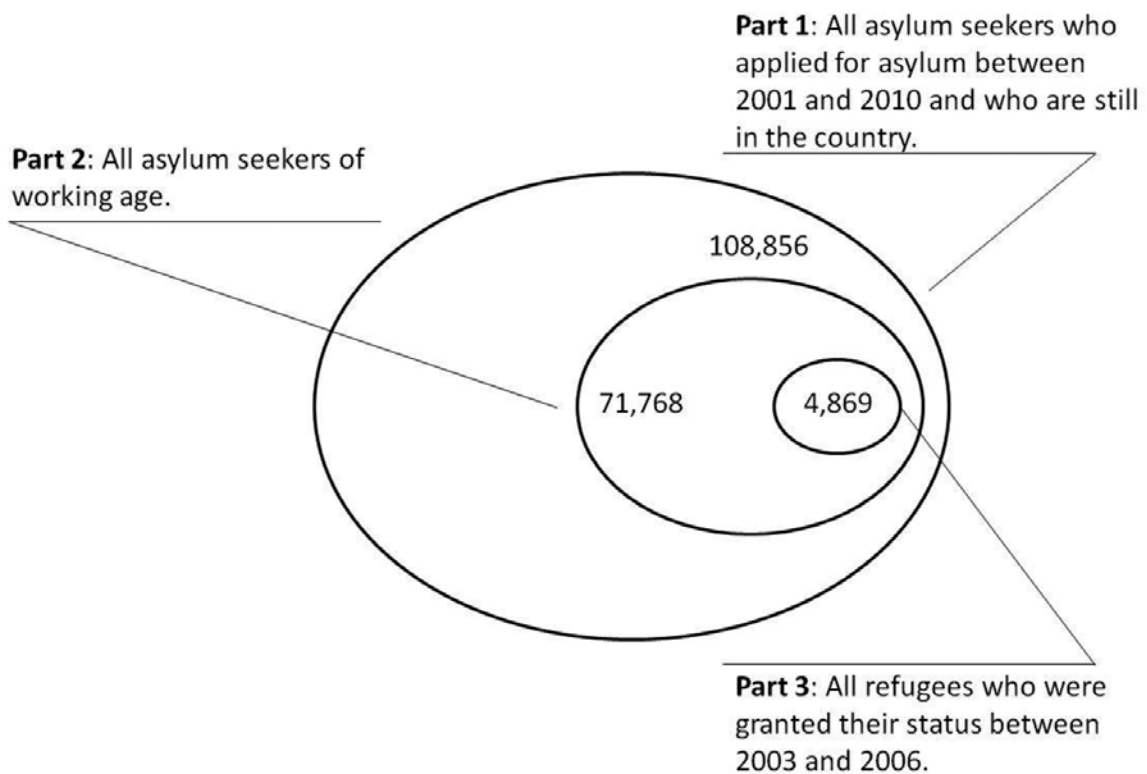 Part 1: All asylum seekers who
applied for asylum between
2001 and 2010 and who are still
in the country.
Part 2: All asylum seekers of
working age.
108,856
71,768
4,869
Part 3: All refugees who were
granted their status between
2003 and 2006.